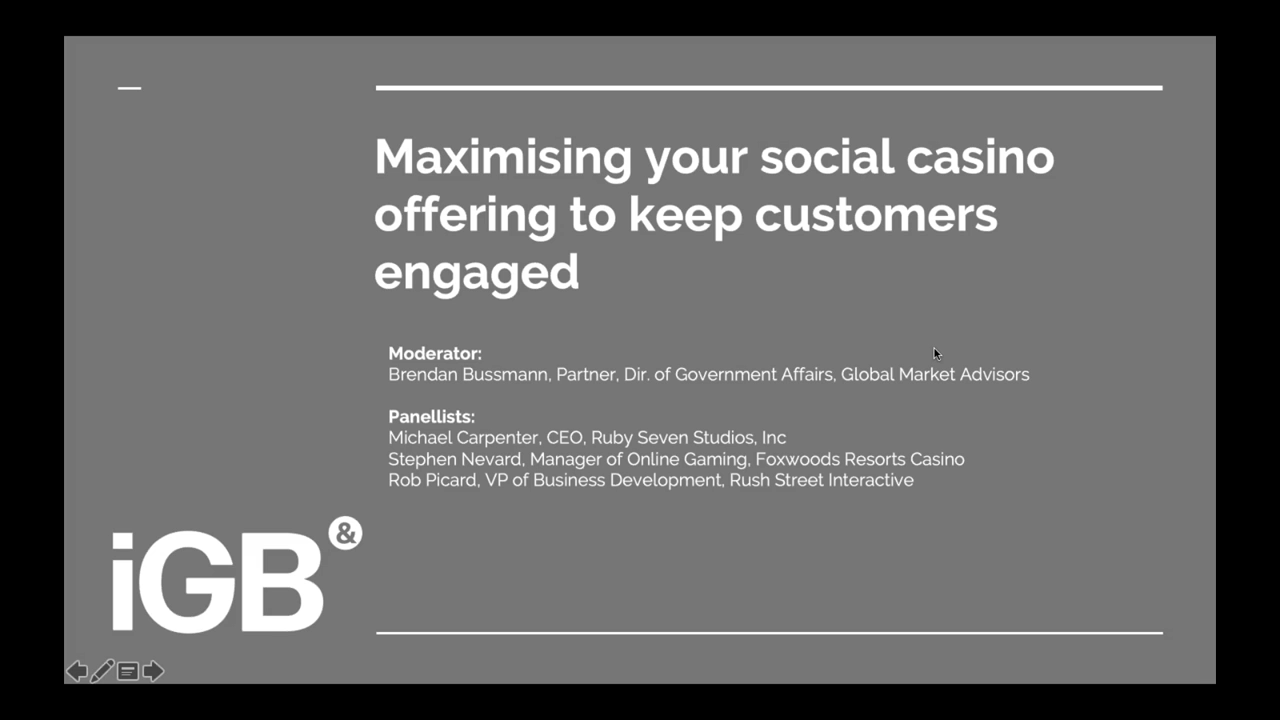 Maximising your social casino
offering to keep customers
engaged
Moderator:
Brendan Bussmann, Partner, Dir. of Government Affairs, Global Market Advisors
Panellists:
Michael Carpenter, CEO, Ruby Seven Studios, Inc
Stephen Nevard, Manager of Online Gaming, Foxwoods Resorts Casino
Rob Picard, VP of Business Development, Rush Street Interactive
iGB &